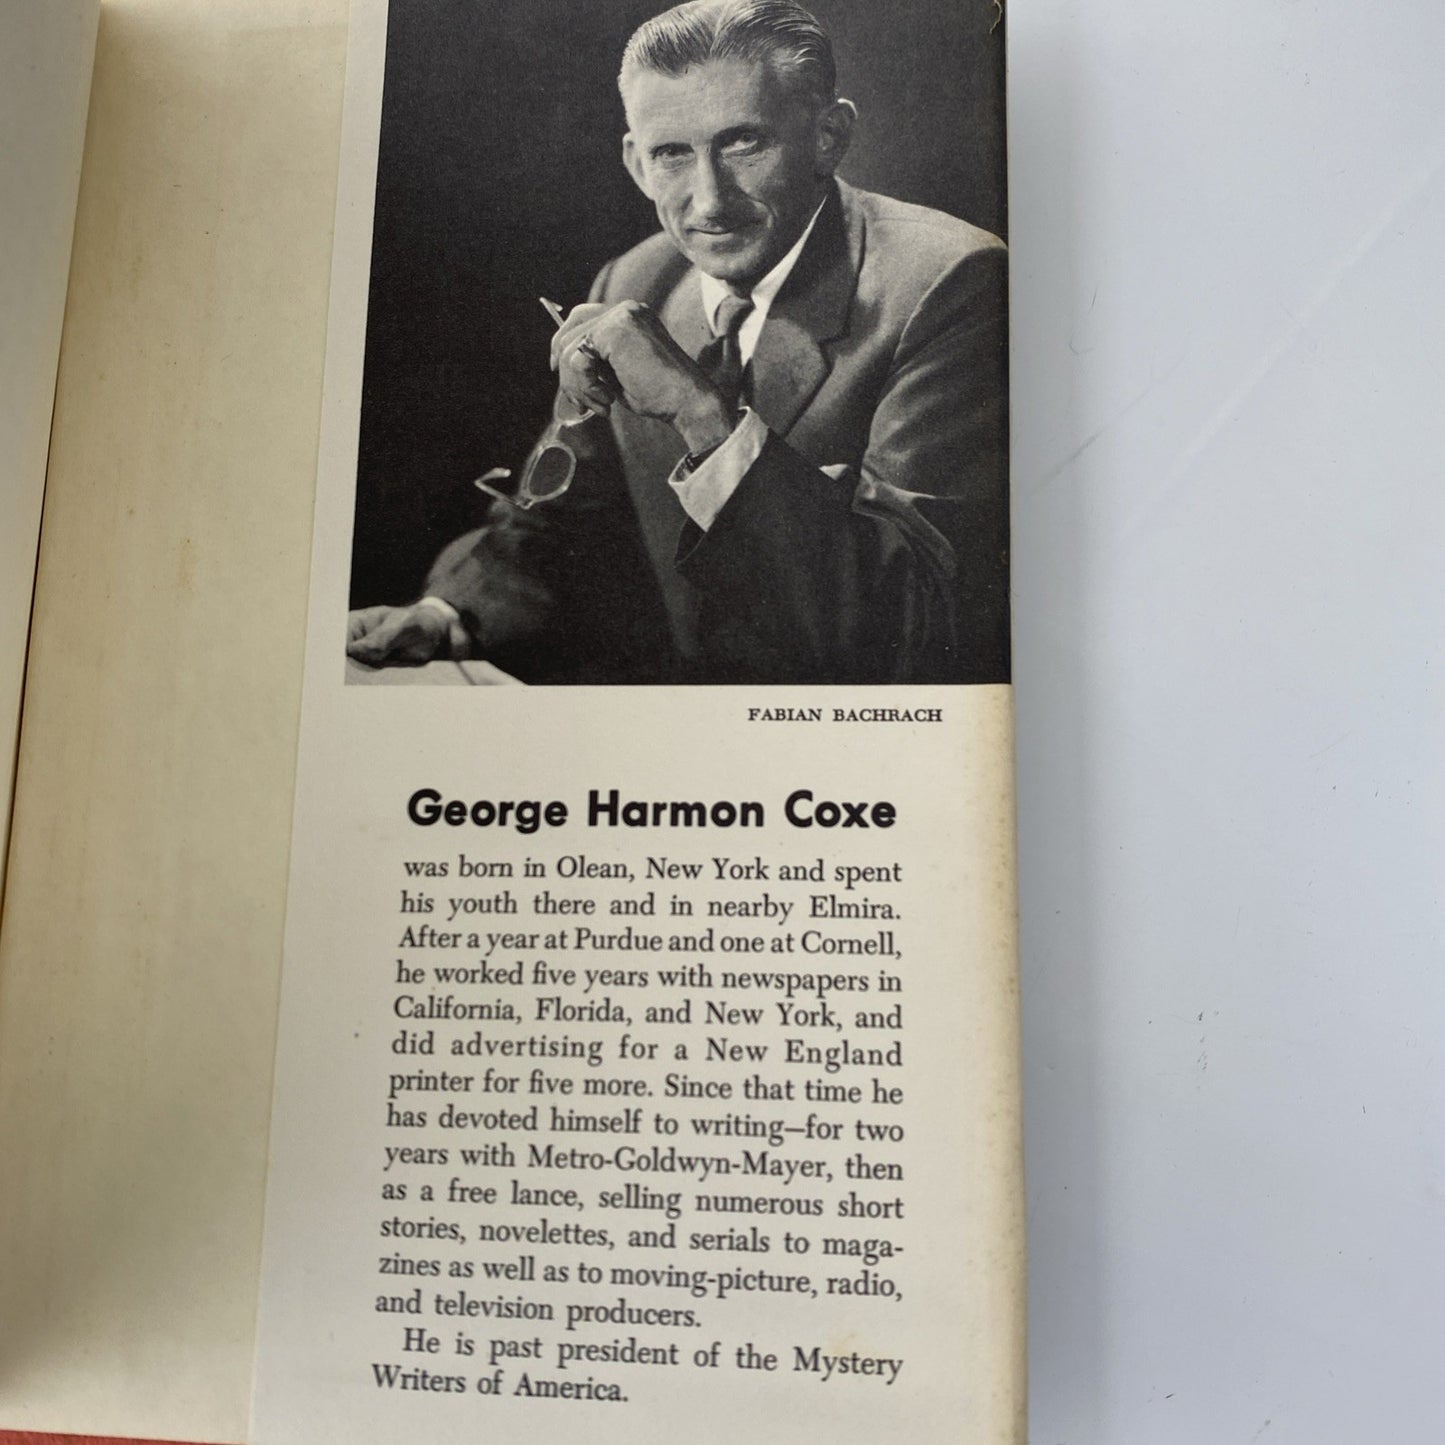 FABIAN BACHRACH
George Harmon Coxe
was born in Olean, New York and spent
his youth there and in nearby Elmira.
After a year at Purdue and one at Cornell,
he worked five years with newspapers in
California, Florida, and New York, and
did advertising for a New England
printer for five more. Since that time he
has devoted himself to writing—for two
years with Metro-Goldwyn-Mayer, then
as a free lance, selling numerous short
stories, novelettes, and serials to maga-
zines as well as to moving-picture, radio,
and television producers.
He is past president of the Mystery
Writers of America.